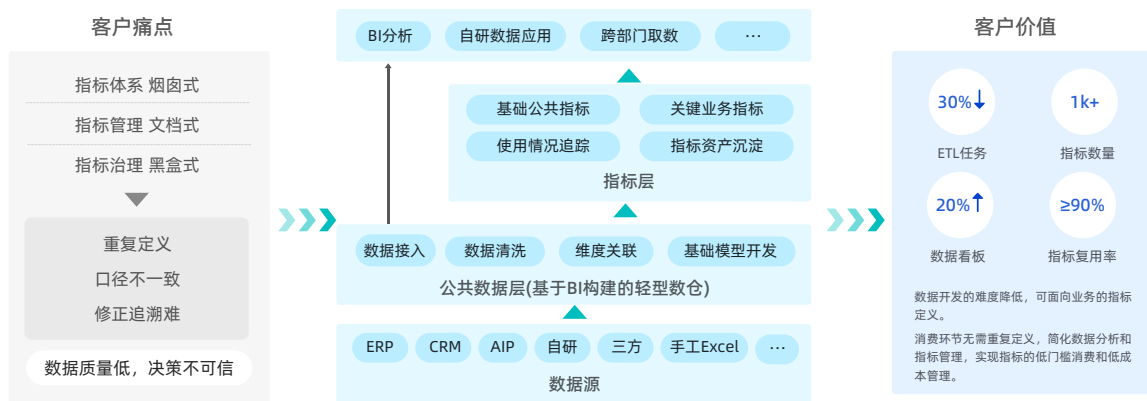 客户痛点
指标体系 烟囱式
指标管理 文档式
指标治理 黑盒式
重复定义
口径不一致
修正追溯难
数据质量低，决策不可信
BI分析
自研数据应用
跨部门取数
...
基础公共指标
关键业务指标
使用情况追踪
指标资产沉淀
指标层
数据接入
数据清洗
维度关联
基础模型开发
公共数据层(基于BI构建的轻型数仓)
ERP
CRM
AIP
自研
三方
手工Excel
...
数据源
客户价值
30%
1k+
ETL任务
指标数量
20%
≥90%
数据看板
指标复用率
数据开发的难度降低，可面向业务的指标
定义。
消费环节无需重复定义，简化数据分析和
指标管理，实现指标的低门槛消费和低成
本管理。